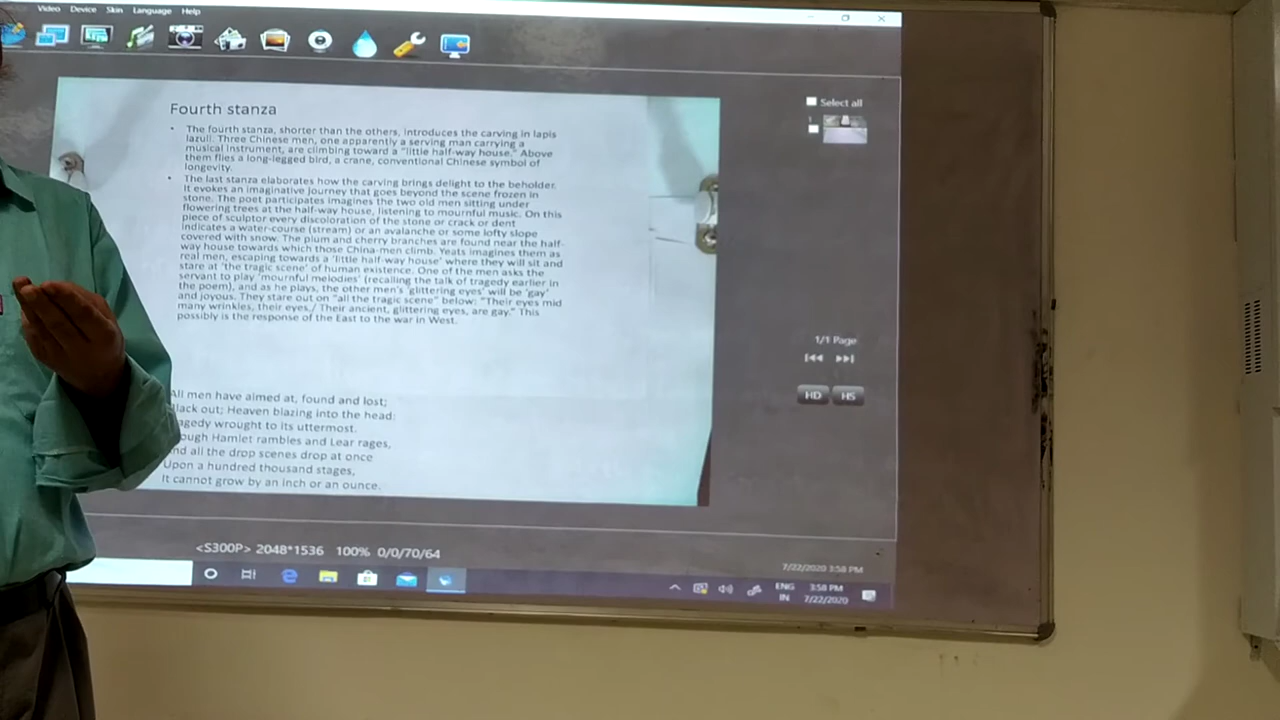 Video Device Skin Language Help
Select all
Fourth stanza
• The fourth stanza, shorter than the others, introduces the carving in lapis
lazuli. Three Chinese men, one apparently a serving man carrying a
musical instrument, are climbing toward a "little half-way house." Above
them flies a long-legged bird, a crane, conventional Chinese symbol of
longevity.
• The last stanza elaborates how the carving brings delight to the beholder.
It evokes an imaginative journey that goes beyond the scene frozen in
stone. The poet participates imagines the two old men sitting under
flowering trees at the half-way house, listening to mournful music. On this
piece of sculptor every discoloration of the stone or crack or dent
indicates a water-course (stream) or an avalanche or some lofty slope
covered with snow. The plum and cherry branches are found near the half-
way house towards which those China-men climb. Yeats imagines them as
real men, escaping towards a 'little half-way house' where they will sit and
stare at 'the tragic scene' of human existence. One of the men asks the
servant to play 'mournful melodies' (recalling the talk of tragedy earlier in
the poem), and as he plays, the other men's 'glittering eyes' will be 'gay'
and joyous. They stare out on "all the tragic scene" below: "Their eyes mid
many wrinkles, their eyes,/ Their ancient, glittering eyes, are gay." This
possibly is the response of the East to the war in West.
1/1 Page
HD HS
All men have aimed at, found and lost;
lack out; Heaven blazing into the head:
agedy wrought to its uttermost.
ough Hamlet rambles and Lear rages,
nd all the drop scenes drop at once
Upon a hundred thousand stages,
It cannot grow by an inch or an ounce.
<S300P> 2048*1536 100% 0/0/70/64
7/22/2020 3:58 PM
ENG 3:58 PM
IN 7/22/2020